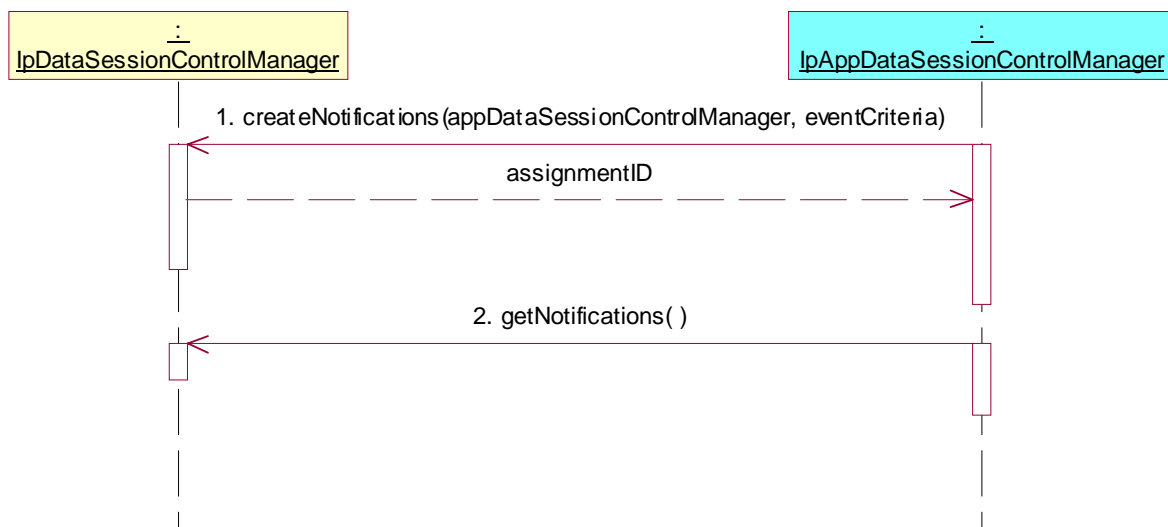 :
IpDataSessionControlManager
:
IpAppDataSessionControlManager
1. createNotifications(appDataSessionControlManager, eventCriteria)
assignmentID
2. getNotifications( )